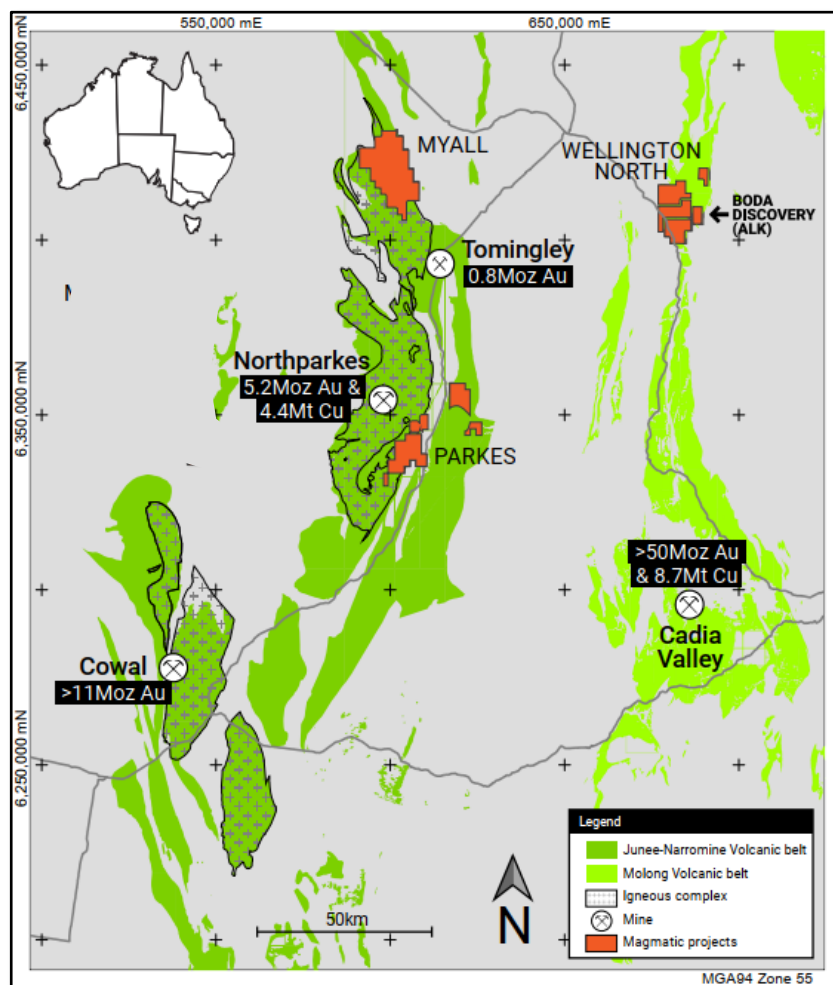 550,000 mE
650,000 mE
6,450,000 mN
6,350,000 mN
6,250,000 mN
MYALL
WELLINGTON
NORTH
BODA
DISCOVERY
(ALK)
Tomingley
0.8Moz Au
Northparkes
5.2Moz Au &
4.4Mt Cu
PARKES
>50Moz Au
& 8.7Mt Cu
Cadia
Valley
Cowal
>11Moz Au
50km
N
Legend
Junee-Narromine Volcanic belt
Molong Volcanic belt
Igneous complex
Mine
Magmatic projects
MGA94 Zone 55